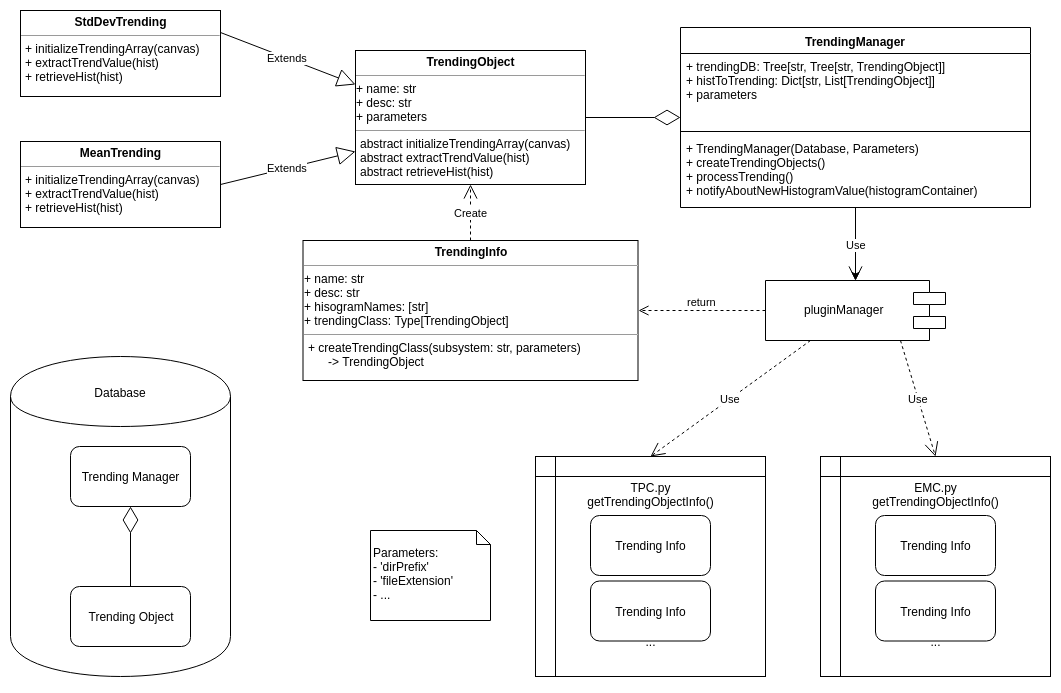 StdDevTrending
+ initializeTrendingArray(canvas)
+ extractTrendValue(hist)
+ retrieveHist(hist)
Extends
MeanTrending
+ initializeTrendingArray(canvas)
+ extractTrendValue(hist)
+ retrieveHist(hist)
Extends
TrendingObject
+ name: str
+ desc: str
+ parameters
abstract initializeTrendingArray(canvas)
abstract extractTrendValue(hist)
abstract retrieveHist(hist)
TrendingManager
+ trendingDB: Tree[str, Tree[str, TrendingObject]]
+ histToTrending: Dict[str, List[TrendingObject]]
+ parameters
+ TrendingManager(Database, Parameters)
+ createTrendingObjects()
+ processTrending()
+ notifyAboutNewHistogramValue(histogramContainer)
Create
Use
TrendingInfo
+ name: str
+ desc: str
+ hisogramNames: [str]
+ trendingClass: Type[TrendingObject]
+ createTrendingClass(subsystem: str, parameters)
-> TrendingObject
return
pluginManager
Use
Use
Database
Trending Manager
Trending Object
Parameters:
- 'dirPrefix'
- 'fileExtension'
- ...
TPC.py
getTrendingObjectInfo()
Trending Info
Trending Info
...
EMC.py
getTrendingObjectInfo()
Trending Info
Trending Info
...